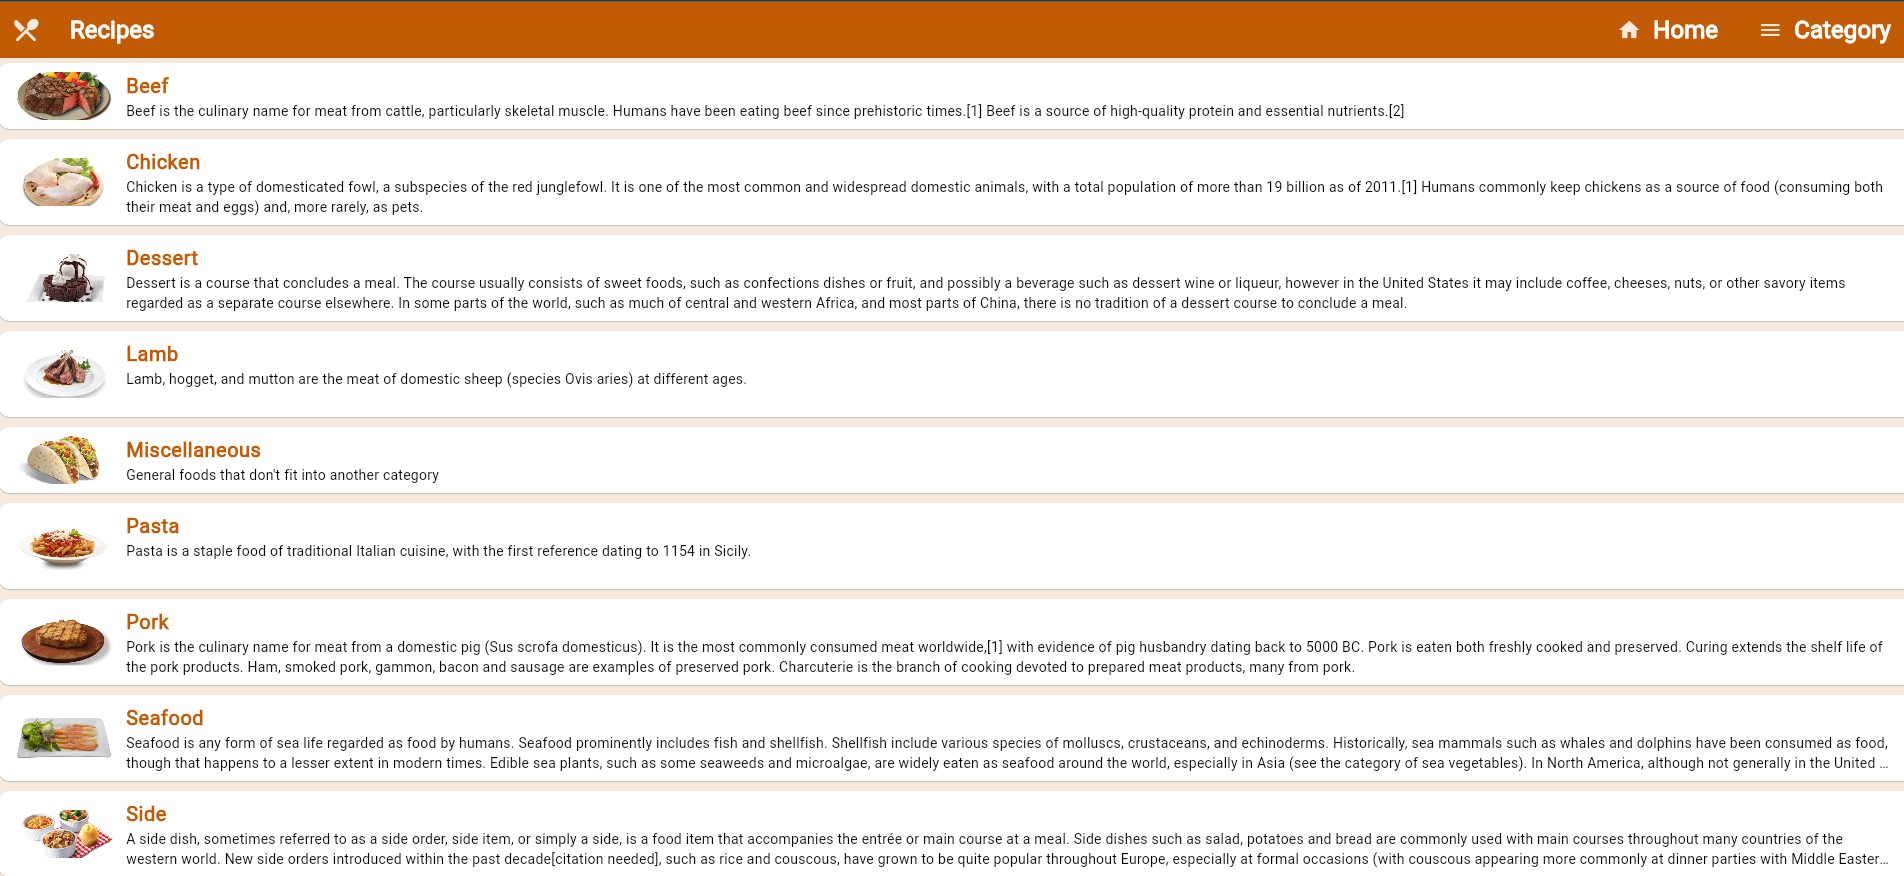 Recipes
Home
Category
Beef
Beef is the culinary name for meat from cattle, particularly skeletal muscle. Humans have been eating beef since prehistoric times.[1] Beef is a source of high-quality protein and essential nutrients.[2]
Chicken
Chicken is a type of domesticated fowl, a subspecies of the red junglefowl. It is one of the most common and widespread domestic animals, with a total population of more than 19 billion as of 2011.[1] Humans commonly keep chickens as a source of food (consuming both
their meat and eggs) and, more rarely, as pets.
Dessert
Dessert is a course that concludes a meal. The course usually consists of sweet foods, such as confections dishes or fruit, and possibly a beverage such as dessert wine or liqueur, however in the United States it may include coffee, cheeses, nuts, or other savory items
regarded as a separate course elsewhere. In some parts of the world, such as much of central and western Africa, and most parts of China, there is no tradition of a dessert course to conclude a meal.
Lamb
Lamb, hogget, and mutton are the meat of domestic sheep (species Ovis aries) at different ages.
Miscellaneous
General foods that don't fit into another category
Pasta
Pasta is a staple food of traditional Italian cuisine, with the first reference dating to 1154 in Sicily.
Pork
Pork is the culinary name for meat from a domestic pig (Sus scrofa domesticus). It is the most commonly consumed meat worldwide,[1] with evidence of pig husbandry dating back to 5000 BC. Pork is eaten both freshly cooked and preserved. Curing extends the shelf life of
the pork products. Ham, smoked pork, gammon, bacon and sausage are examples of preserved pork. Charcuterie is the branch of cooking devoted to prepared meat products, many from pork.
Seafood
Seafood is any form of sea life regarded as food by humans. Seafood prominently includes fish and shellfish. Shellfish include various species of molluscs, crustaceans, and echinoderms. Historically, sea mammals such as whales and dolphins have been consumed as food,
though that happens to a lesser extent in modern times. Edible sea plants, such as some seaweeds and microalgae, are widely eaten as seafood around the world, especially in Asia (see the category of sea vegetables). In North America, although not generally in the United ...
Side
A side dish, sometimes referred to as a side order, side item, or simply a side, is a food item that accompanies the entrée or main course at a meal. Side dishes such as salad, potatoes and bread are commonly used with main courses throughout many countries of the
western world. New side orders introduced within the past decade[citation needed], such as rice and couscous, have grown to be quite popular throughout Europe, especially at formal occasions (with couscous appearing more commonly at dinner parties with Middle Easter...